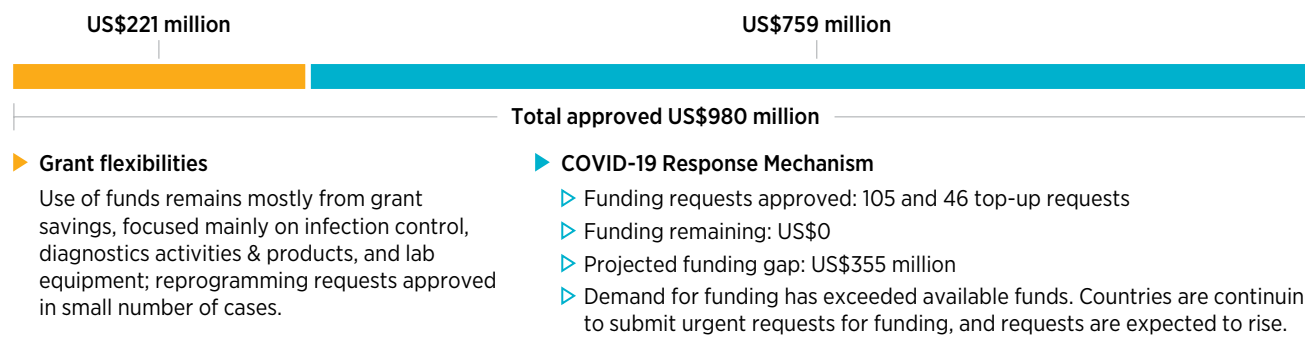 US$221 million
US$759 million
Total approved US$980 million
Grant flexibilities
Use of funds remains mostly from grant
savings, focused mainly on infection control,
diagnostics activities & products, and lab
equipment; reprogramming requests approved
in small number of cases.
COVID-19 Response Mechanism
Funding requests approved: 105 and 46 top-up requests
Funding remaining: US$0
Projected funding gap: US$355 million
Demand for funding has exceeded available funds. Countries are continuin
to submit urgent requests for funding, and requests are expected to rise.